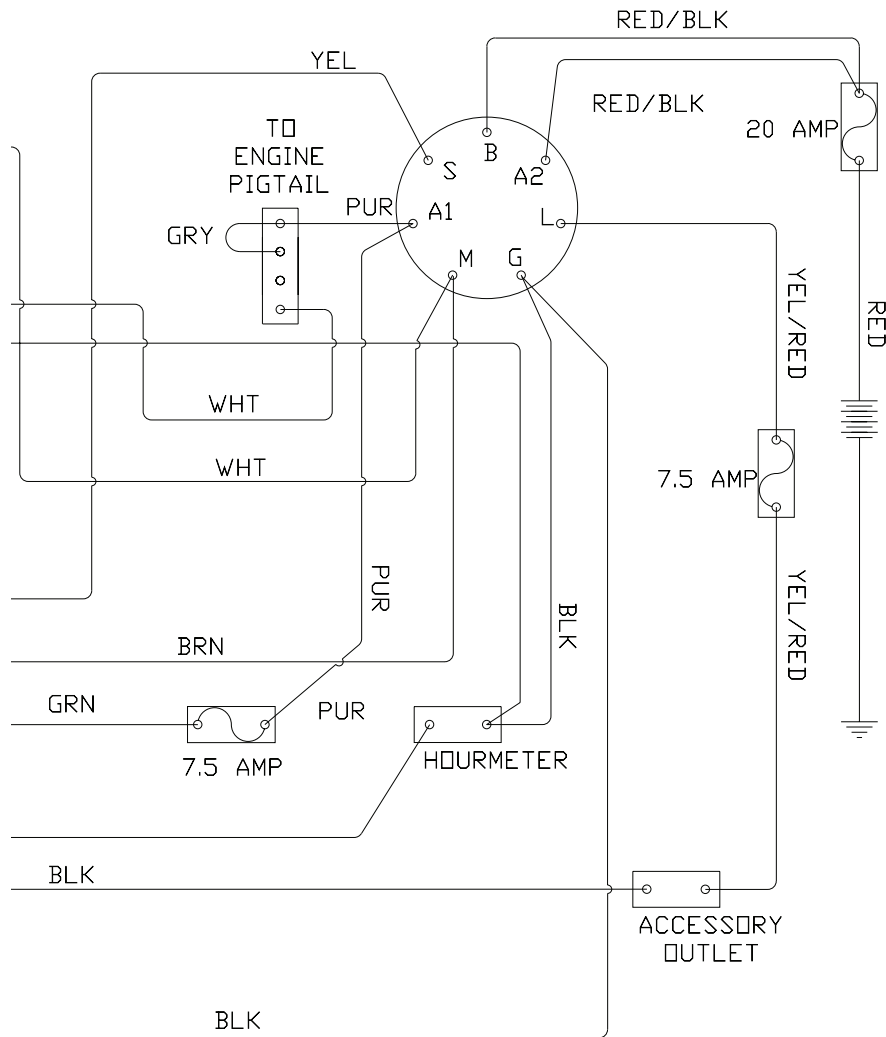 RED/BLK
YEL
RED/BLK
20 AMP
TO
ENGINE
PIGTAIL
B
S
A2
PUR
A1
L
GRY
M
G
YEL/RED
RED
WHT
WHT
7.5 AMP
PUR
YEL/RED
BLK
BRN
GRN
PUR
7.5 AMP
HOURMETER
BLK
ACCESSORY
OUTLET
BLK